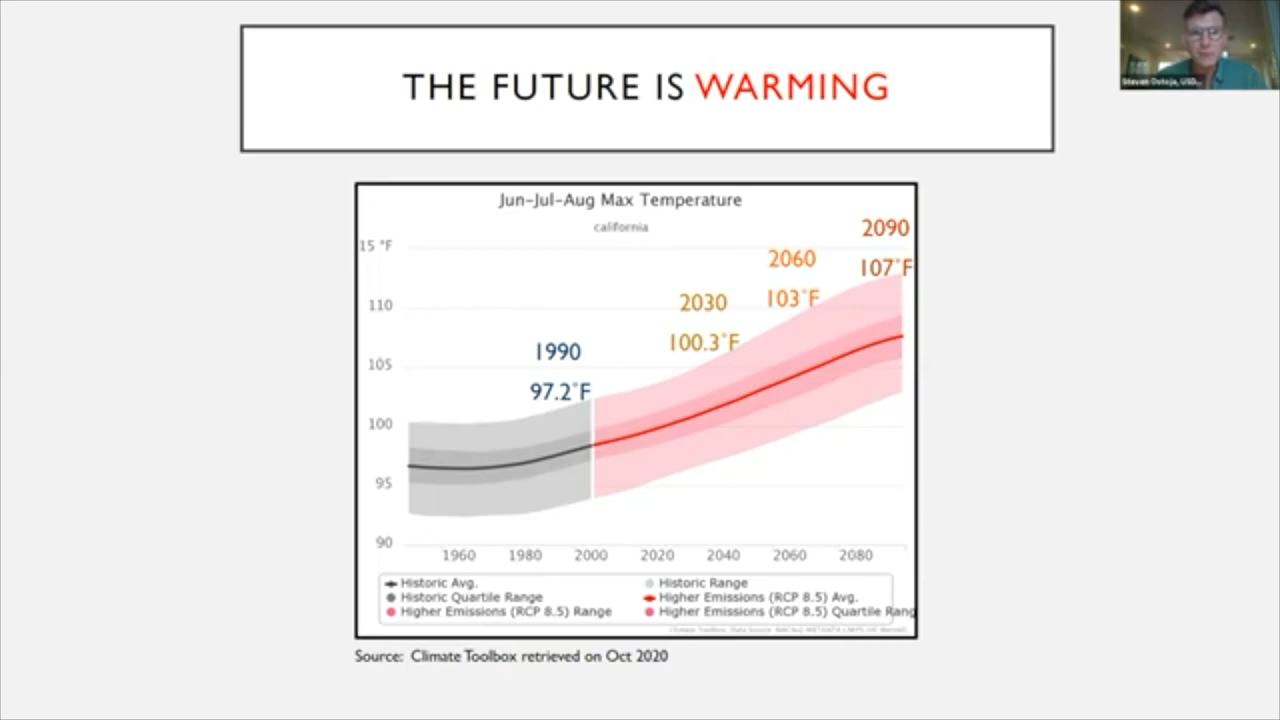 THE FUTURE IS WARMING
Steven Ostoja, USD...
Jun-Jul-Aug Max Temperature
california
15 °F
110
105
100
95
90
1990
97.2°F
2030
100.3°F
2060
103°F
2090
107°F
1960 1980 2000 2020 2040 2060 2080
Historic Avg.
Historic Range
Historic Quartile Range
Higher Emissions (RCP 8.5) Avg.
Higher Emissions (RCP 8.5) Range
Higher Emissions (RCP 8.5) Quartile Rang
Source: Climate Toolbox retrieved on Oct 2020